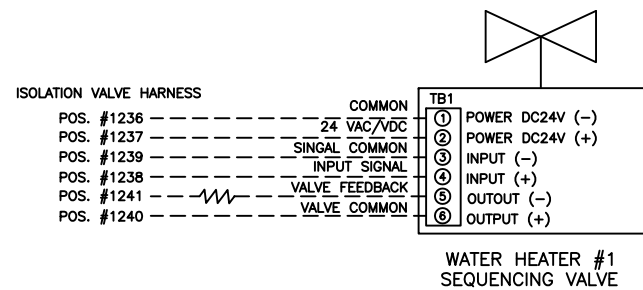 ISOLATION VALVE HARNESS
TB1
POS. #1236 COMMON 1 POWER DC24V (-)
POS. #1237 24 VAC/VDC 2 POWER DC24V (+)
POS. #1239 SINGAL COMMON 3 INPUT (-)
POS. #1238 INPUT SIGNAL 4 INPUT (+)
POS. #1241 VALVE FEEDBACK 5 OUTOUT (-)
POS. #1240 VALVE COMMON 6 OUTPUT (+)
WATER HEATER #1
SEQUENCING VALVE